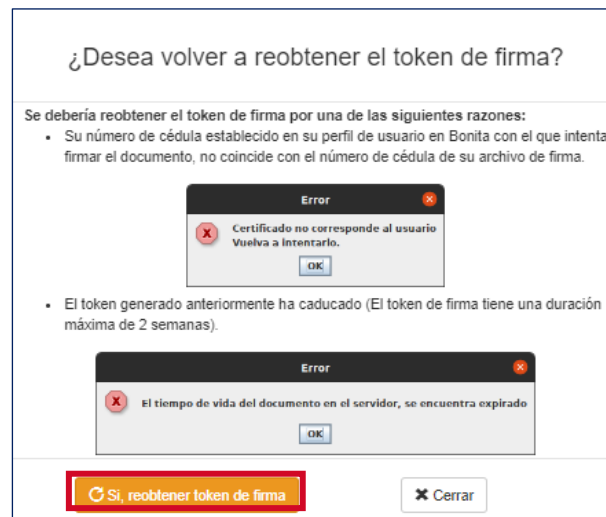 ¿Desea volver a reobtener el token de firma?
Se debería reobtener el token de firma por una de las siguientes razones:
• Su número de cédula establecido en su perfil de usuario en Bonita con el que intenta
firmar el documento, no coincide con el número de cédula de su archivo de firma.
Error
Certificado no corresponde al usuario
Vuelva a intentarlo.
OK
• El token generado anteriormente ha caducado (El token de firma tiene una duración
máxima de 2 semanas).
Error
El tiempo de vida del documento en el servidor, se encuentra expirado
OK
Si, reobtener token de firma
Cerrar